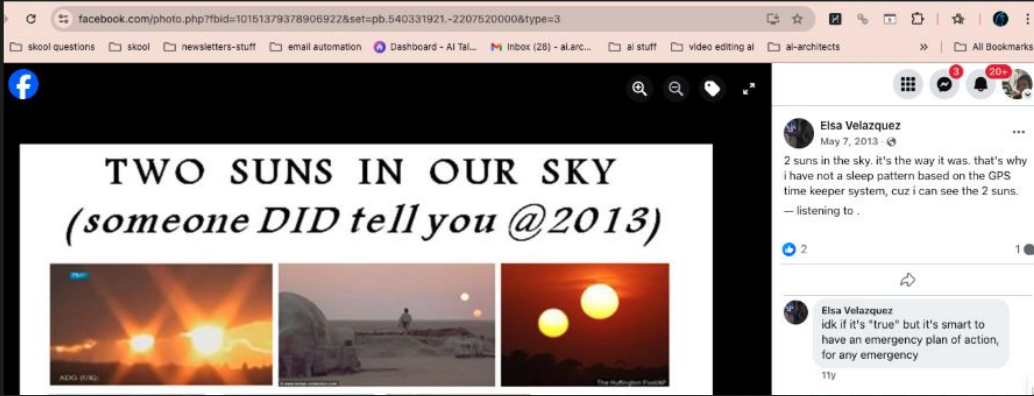 facebook.com/photo.php?fbid=10151379378906922&set=pb.540331921.-2207520000&type=3
skool questions
skool
newsletters-stuff
email automation
Dashboard - AI Tal...
Inbox (28) - ai.arc...
ai stuff
video editing ai
ai-architects
»
All Bookmarks
TWO SUNS IN OUR SKY
(someone DID tell you @2013)
ADG (UK)
The Huffington Post/AP
3
20+
Elsa Velazquez
May 7, 2013 ·
2 suns in the sky. it's the way it was. that's why
i have not a sleep pattern based on the GPS
time keeper system, cuz i can see the 2 suns.
— listening to .
2
1
Elsa Velazquez
idk if it's "true" but it's smart to
have an emergency plan of action,
for any emergency
11y